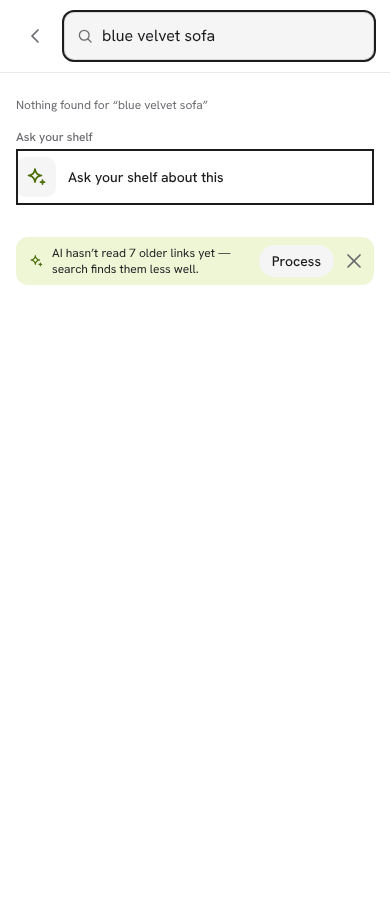 blue velvet sofa
Nothing found for “blue velvet sofa”
Ask your shelf
Ask your shelf about this
AI hasn’t read 7 older links yet —
search finds them less well.
Process